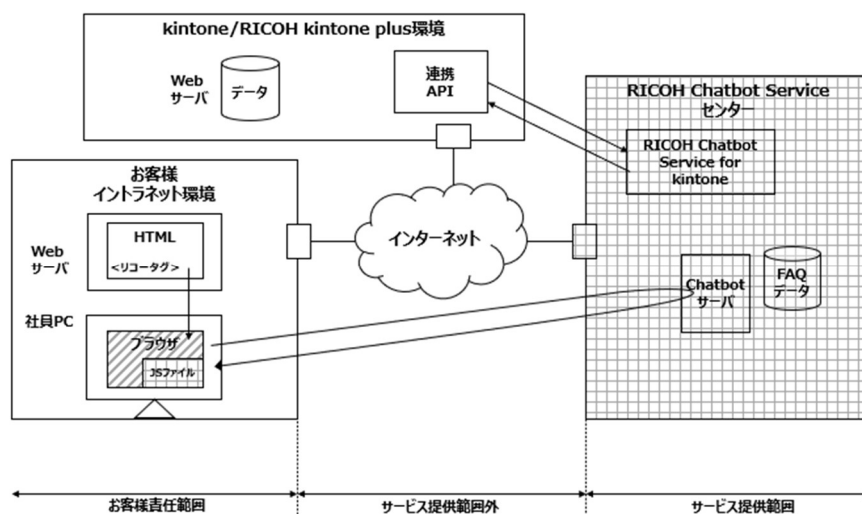 kintone/RICOH kintone plus環境
Web
サーバ
データ
連携
API
RICOH Chatbot Service
センター
RICOH Chatbot
Service for
kintone
お客様
イントラネット環境
Web
サーバ
HTML
<リコータグ>
インターネット
Chatbot
サーバ
FAQ
データ
社員PC
ブラウザ
JSファイル
お客様責任範囲
サービス提供範囲外
サービス提供範囲